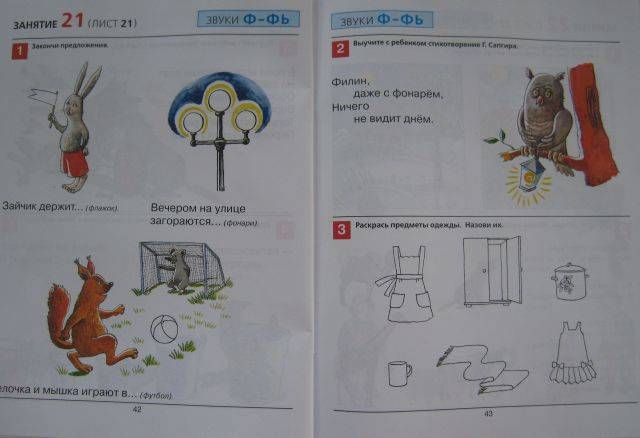 ЗАНЯТИЕ 21 (ЛИСТ 21)
ЗВУКИ Ф-ФЬ
1 Закончи предложения.
Зайчик держит... (флажок).
Вечером на улице
загораются... (фонари).
елочка и мышка играют в... (футбол).
42
ЗВУКИ Ф-ФЬ
2 Выучите с ребенком стихотворение Г. Сапгира.
Филин,
даже с фонарём,
Ничего
не видит днём.
3 Раскрась предметы одежды. Назови их.
43